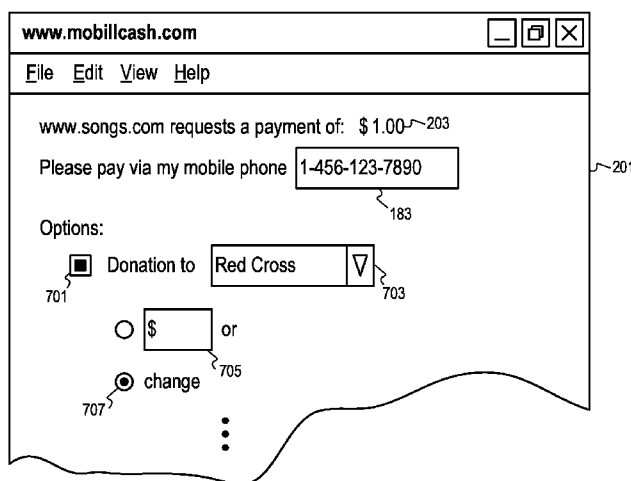 www.mobillcash.com
File Edit View Help
www.songs.com requests a payment of: $1.00 203
Please pay via my mobile phone 1-456-123-7890
201
183
Options:
Donation to Red Cross
701
703
$ or
705
change
707